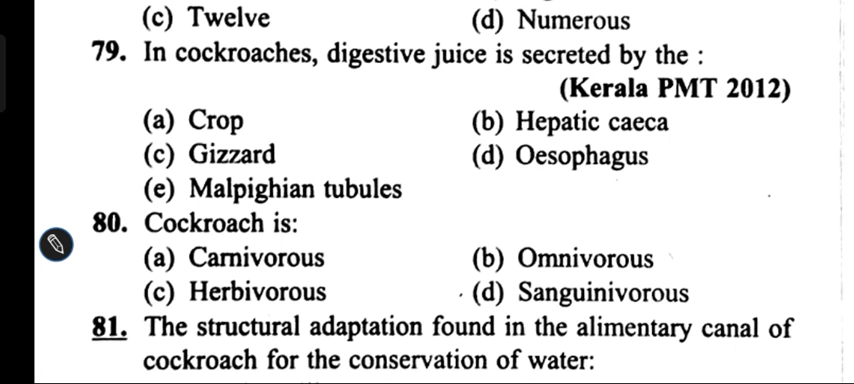 (c) Twelve (d) Numerous
79. In cockroaches, digestive juice is secreted by the :
(Kerala PMT 2012)
(a) Crop (b) Hepatic caeca
(c) Gizzard (d) Oesophagus
(e) Malpighian tubules
80. Cockroach is:
(a) Carnivorous (b) Omnivorous
(c) Herbivorous (d) Sanguinivorous
81. The structural adaptation found in the alimentary canal of
cockroach for the conservation of water: